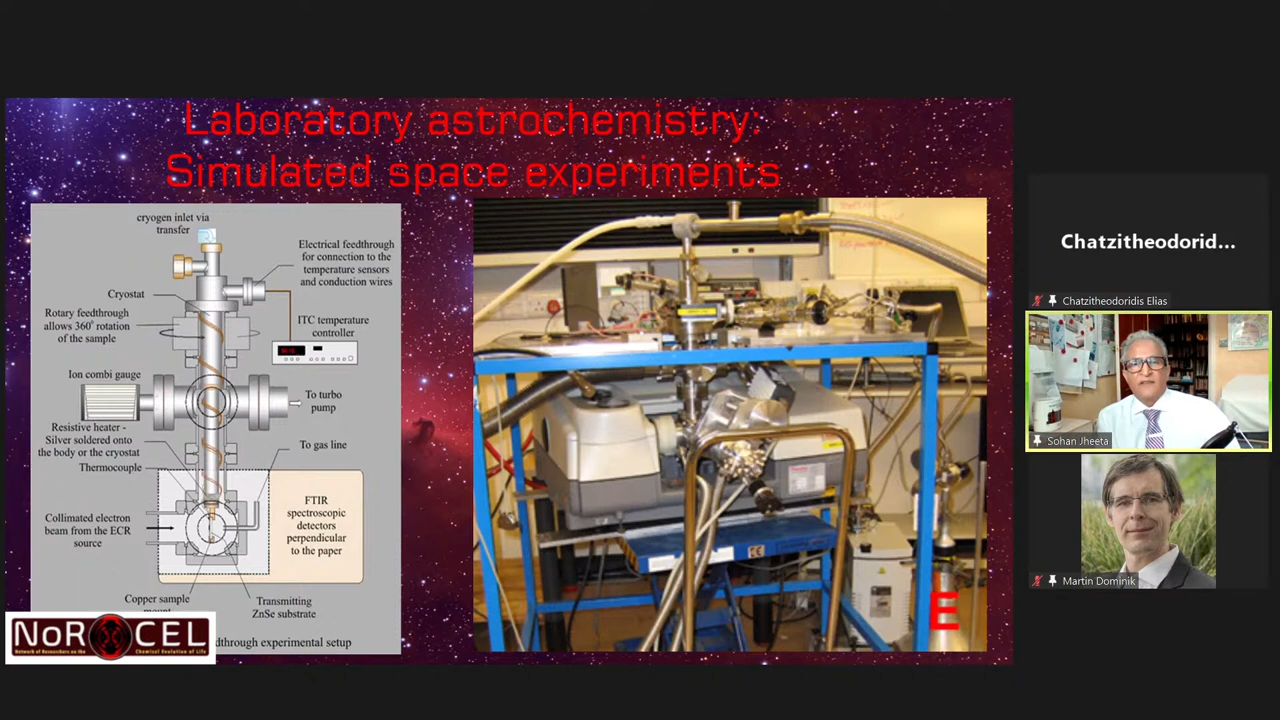 Laboratory astrochemistry:
Simulated space experiments
cryogen inlet via
transfer
Electrical feedthrough
for connection to the
temperature sensors
and conduction wires
Cryostat
Rotary feedthrough
allows 360° rotation
of the sample
ITC temperature
controller
Ion combi gauge
To turbo
pump
Resistive heater -
Silver soldered onto
the body or the cryostat
To gas line
Thermocouple
FTIR
spectroscopic
detectors
perpendicular
to the paper
Collimated electron
beam from the ECR
source
Copper sample
mount
Transmitting
ZnSe substrate
dthrough experimental setup
NoR CEL
Network of Researchers on the Chemical Evolution of Life
E
Chatzitheodorid...
Chatzitheodoridis Elias
Sohan Jheeta
Martin Dominik